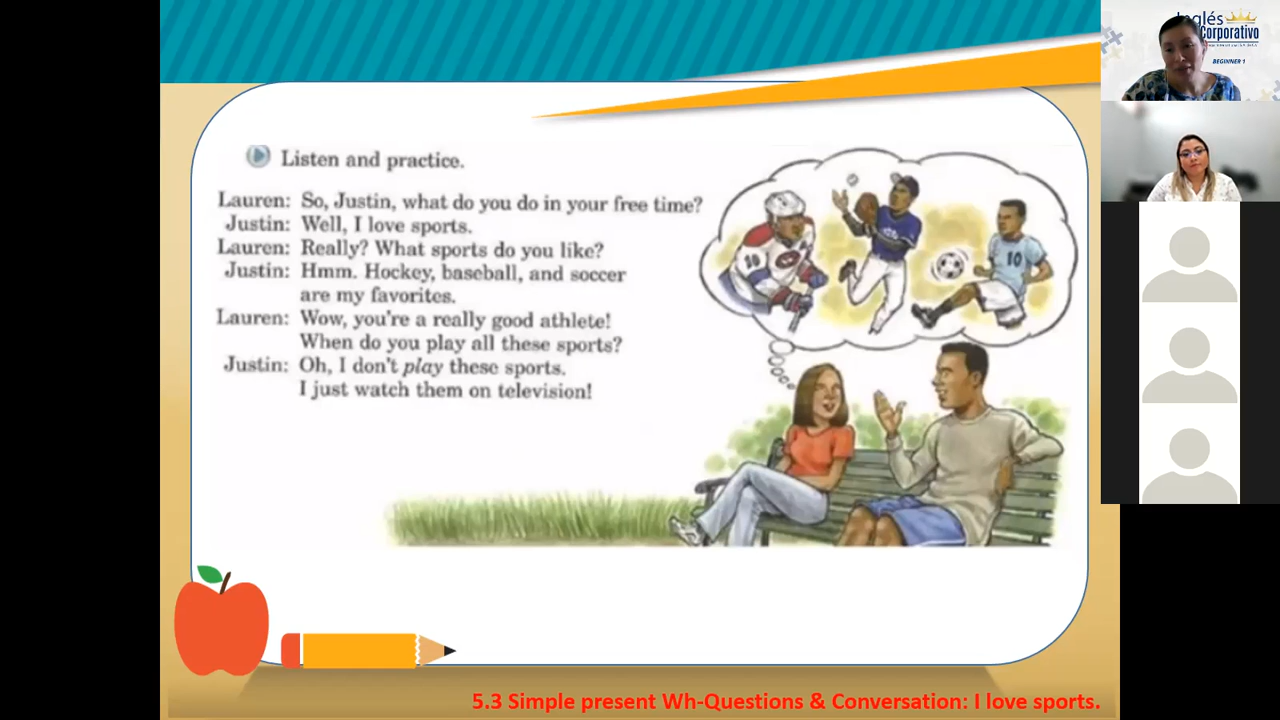 Inglés
Corporativo
BEGINNER 1
Listen and practice.
Lauren: So, Justin, what do you do in your free time?
Justin: Well, I love sports.
Lauren: Really? What sports do you like?
Justin: Hmm. Hockey, baseball, and soccer
are my favorites.
Lauren: Wow, you're a really good athlete!
When do you play all these sports?
Justin: Oh, I don't play these sports.
I just watch them on television!
10
10
5.3 Simple present Wh-Questions & Conversation: I love sports.